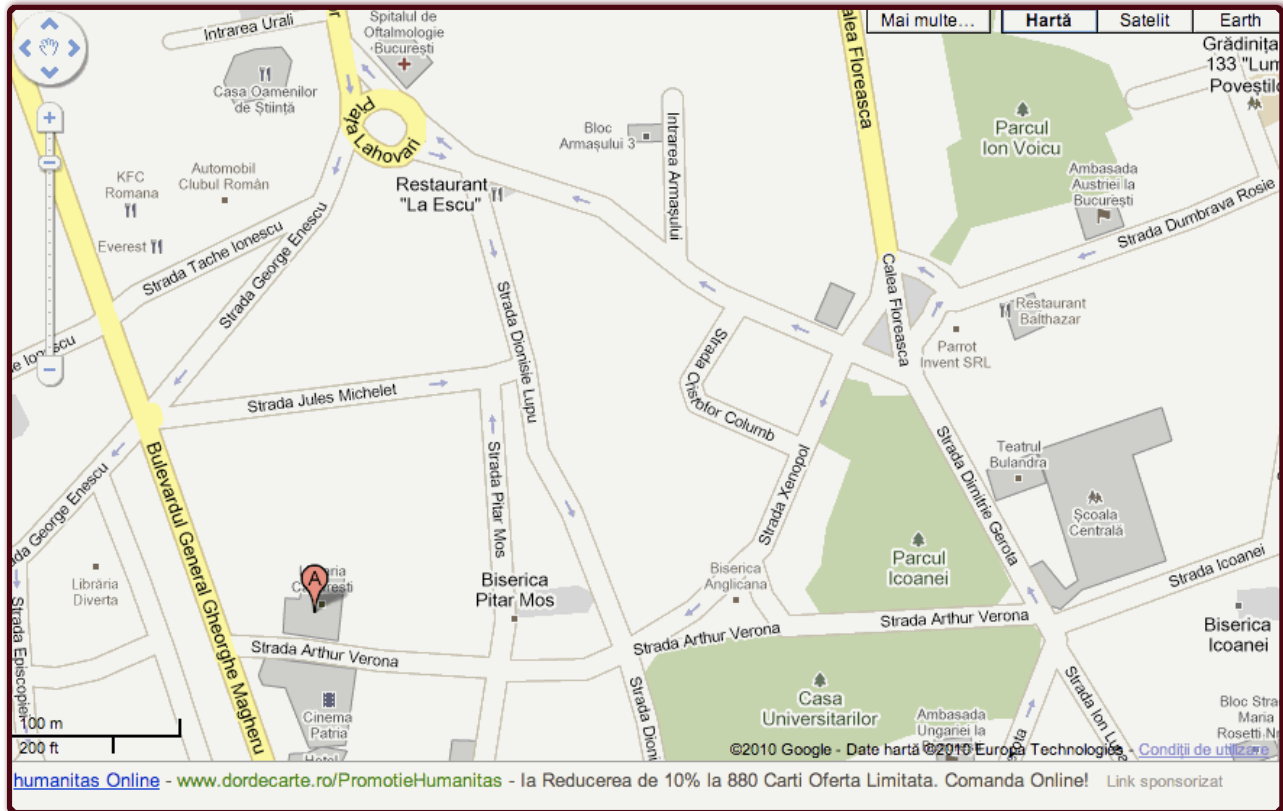 Mai multe...
Hartă
Satelit
Earth
Intrarea Urali
Spitalul de
Oftalmologie
București
Calea Floreasca
Grădinița
133 "Lum
Poveștilo
Casa Oamenilor
de Știință
Piața Lahovari
Bloc
Armașului 3
Intrarea Armașului
Parcul
Ion Voicu
KFC
Romana
Automobil
Clubul Român
Restaurant
"La Escu"
Ambasada
Austriei la
București
Strada Dumbrava Rosie
Everest
Strada Tache Ionescu
Strada George Enescu
Strada Dionisie Lupu
Calea Floreasca
Restaurant
Balthazar
Parrot
Invent SRL
Strada Cristofor Columb
Strada Jules Michelet
Strada Xenopol
Strada Dimitrie Gerota
Teatrul
Bulandra
Școala
Centrală
Bulevardul General Gheorghe Magheru
Strada Pitar Mos
Parcul
Icoanei
Strada Icoanei
Librăria
Diverta
A
Biserica
Pitar Mos
Biserica
Anglicana
Biserica
Icoanei
Strada Episcopiei
Strada Arthur Verona
Strada Arthur Verona
Strada Arthur Verona
Cinema
Patria
Casa
Universitarilor
Ambasada
Ungariei la
Strada Ion Lu
Bloc Stra
Maria
Rosetti N
Strada Dioni
100 m
200 ft
Hotel
©2010 Google - Date hartă ©2010 Europa Technologies - Condiții de utilizare
humanitas Online - www.dordecarte.ro/PromotieHumanitas - la Reducerea de 10% la 880 Carti Oferta Limitata. Comanda Online! Link sponsorizat